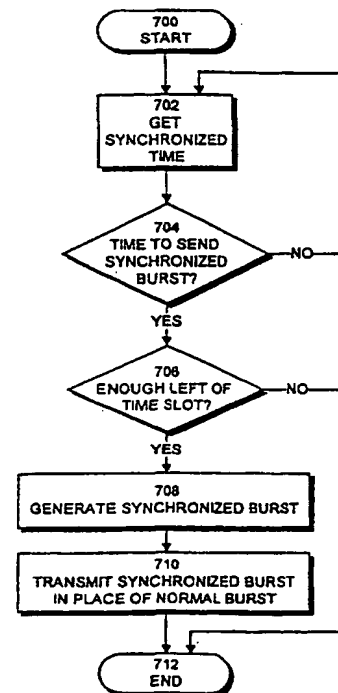 700
START
702
GET
SYNCHRONIZED
TIME
704
TIME TO SEND
SYNCHRONIZED
BURST?
NO
YES
706
ENOUGH LEFT OF
TIME SLOT?
NO
YES
708
GENERATE SYNCHRONIZED BURST
710
TRANSMIT SYNCHRONIZED BURST
IN PLACE OF NORMAL BURST
712
END